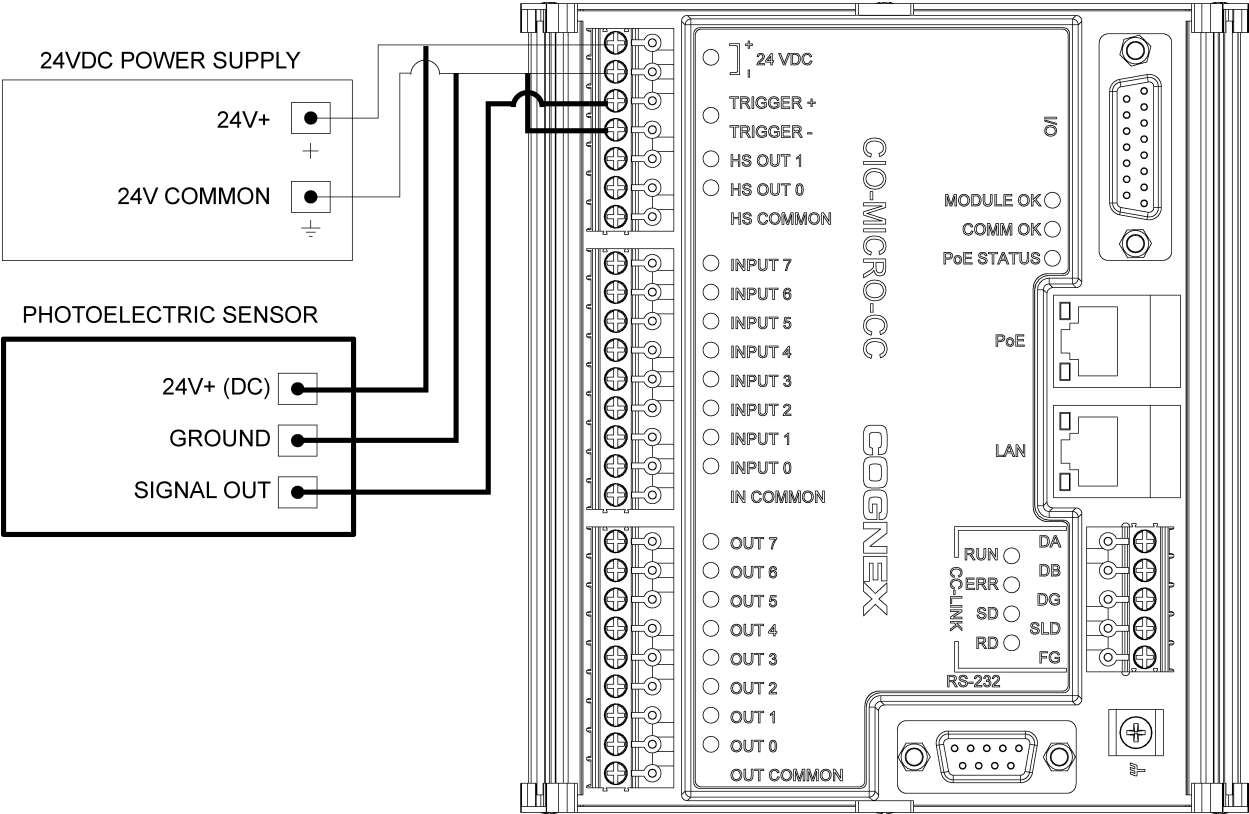 24VDC POWER SUPPLY
24V+
24V COMMON
PHOTOELECTRIC SENSOR
24V+ (DC)
GROUND
SIGNAL OUT
24 VDC
TRIGGER +
TRIGGER -
HS OUT 1
HS OUT 0
HS COMMON
INPUT 7
INPUT 6
INPUT 5
INPUT 4
INPUT 3
INPUT 2
INPUT 1
INPUT 0
IN COMMON
OUT 7
OUT 6
OUT 5
OUT 4
OUT 3
OUT 2
OUT 1
OUT 0
OUT COMMON
CIO-MICRO-CC
COGNEX
I/O
MODULE OK
COMM OK
PoE STATUS
PoE
LAN
CC-LINK
RUN
ERR
SD
RD
DA
DB
DG
SLD
FG
RS-232